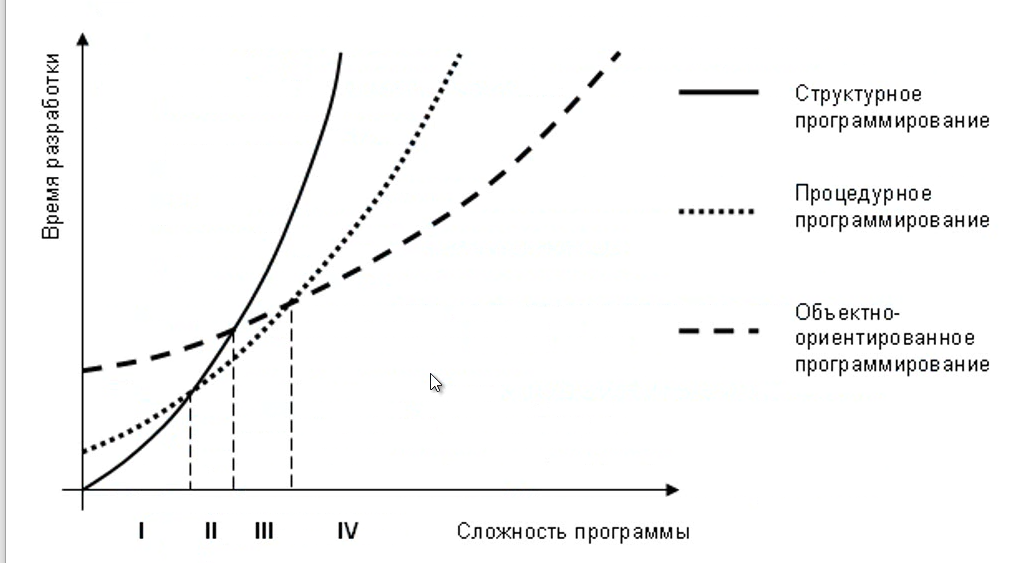 Время разработки
Структурное
программирование
Процедурное
программирование
Объектно-
ориентированное
программирование
I II III IV Сложность программы